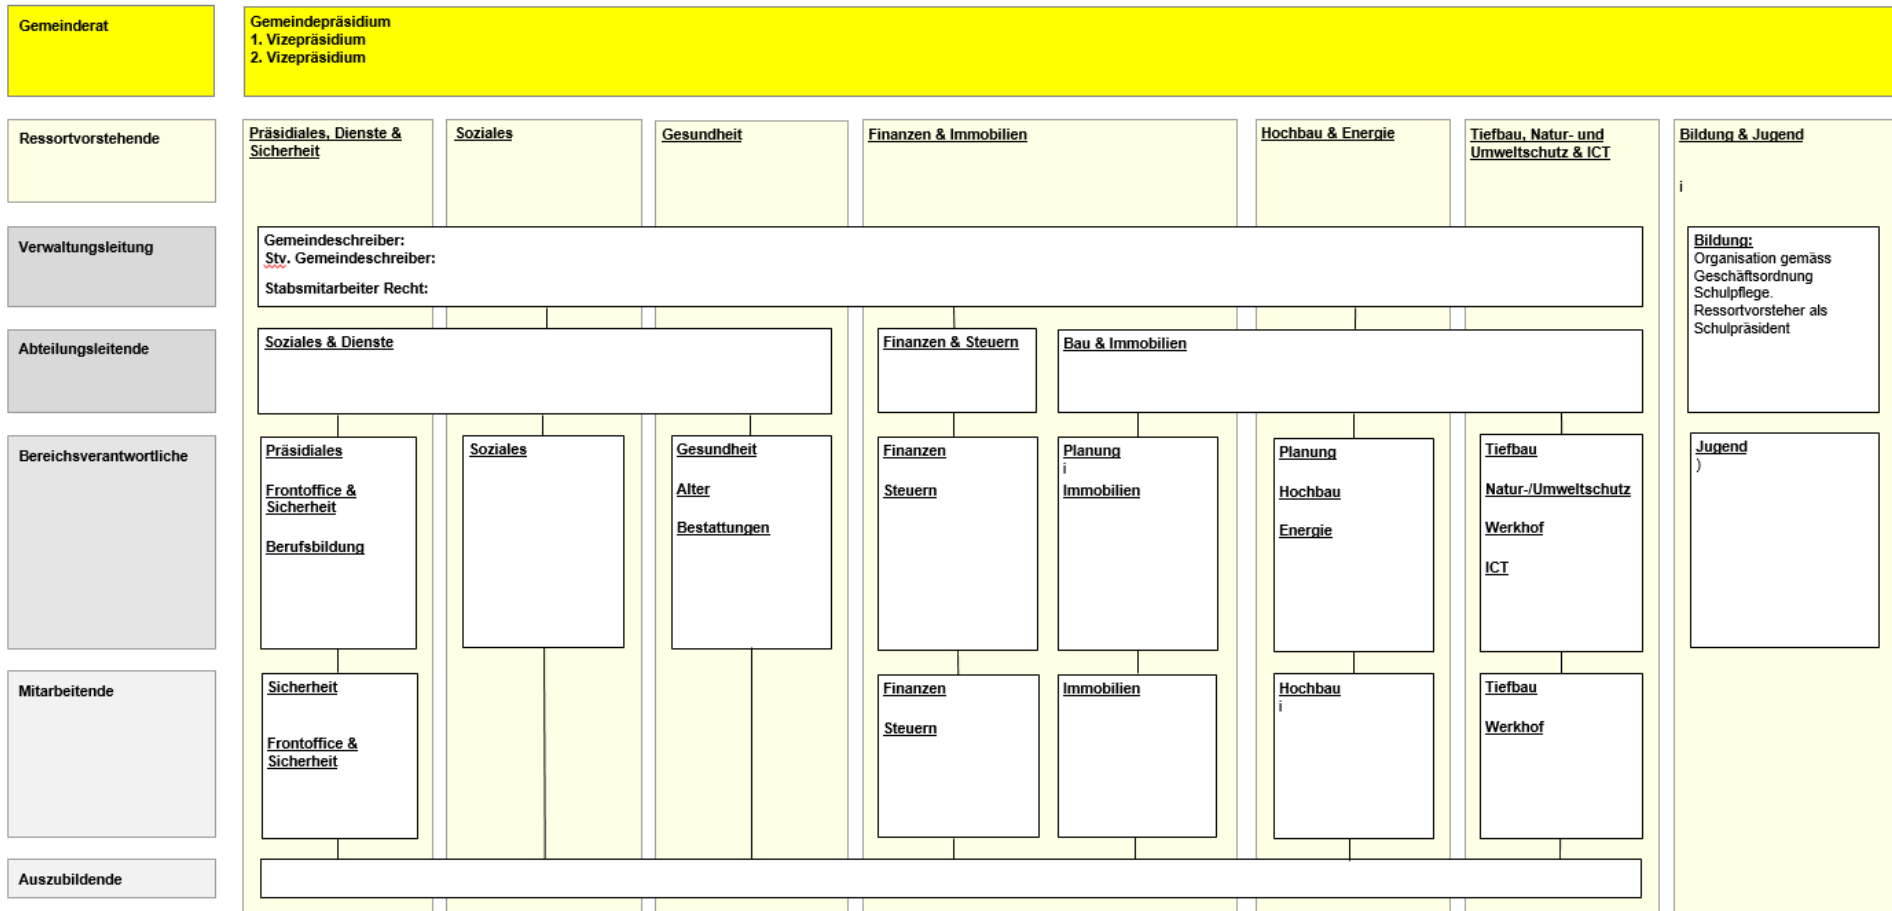 Gemeinderat
Gemeindepräsidium
1. Vizepräsidium
2. Vizepräsidium
Ressortvorstehende
Präsidiales, Dienste &
Sicherheit
Soziales
Gesundheit
Finanzen & Immobilien
Hochbau & Energie
Tiefbau, Natur- und
Umweltschutz & ICT
Bildung & Jugend
i
Verwaltungsleitung
Gemeindeschreiber:
Stv. Gemeindeschreiber:
Stabsmitarbeiter Recht:
Bildung:
Organisation gemäss
Geschäftsordnung
Schulpflege.
Ressortvorsteher als
Schulpräsident
Abteilungsleitende
Soziales & Dienste
Finanzen & Steuern
Bau & Immobilien
Bereichsverantwortliche
Präsidiales
Frontoffice &
Sicherheit
Berufsbildung
Soziales
Gesundheit
Alter
Bestattungen
Finanzen
Steuern
Planung
i
Immobilien
Planung
Hochbau
Energie
Tiefbau
Natur-/Umweltschutz
Werkhof
ICT
Jugend
)
Mitarbeitende
Sicherheit
Frontoffice &
Sicherheit
Finanzen
Steuern
Immobilien
Hochbau
i
Tiefbau
Werkhof
Auszubildende